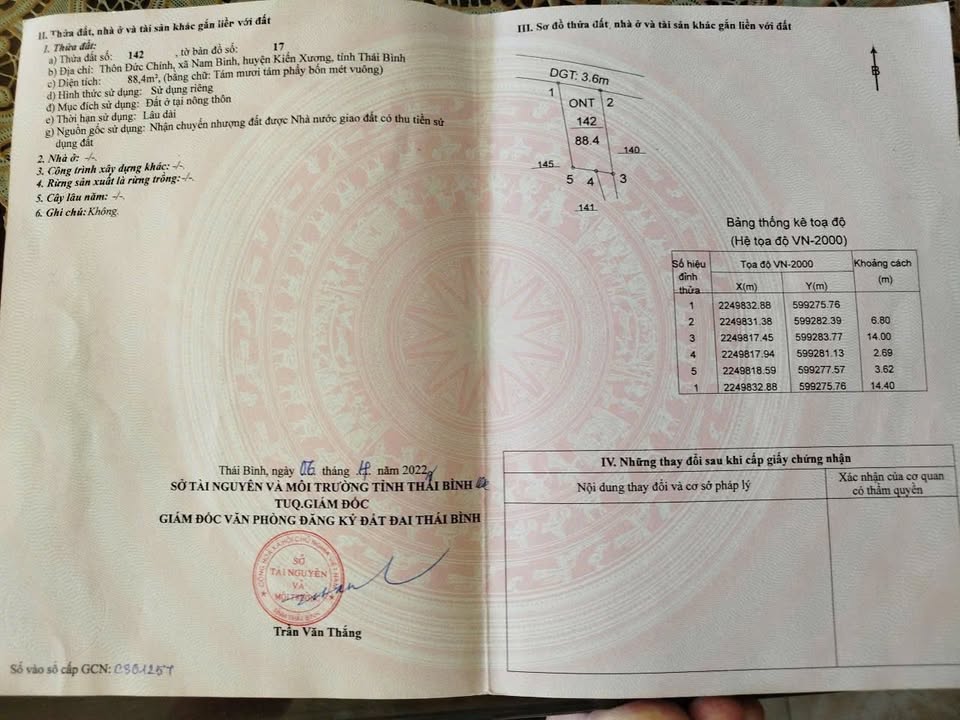 II. Thửa đất, nhà ở và tài sản khác gắn liền với đất
1. Thửa đất:
a) Thửa đất số: 142 , tờ bản đồ số: 17
b) Địa chỉ: Thôn Đức Chính, xã Nam Bình, huyện Kiến Xương, tỉnh Thái Bình
c) Diện tích: 88,4m², (bằng chữ: Tám mươi tám phẩy bốn mét vuông)
d) Hình thức sử dụng: Sử dụng riêng
đ) Mục đích sử dụng: Đất ở tại nông thôn
e) Thời hạn sử dụng: Lâu dài
g) Nguồn gốc sử dụng: Nhận chuyển nhượng đất được Nhà nước giao đất có thu tiền sử
dụng đất
2. Nhà ở: -/-.
3. Công trình xây dựng khác: -/-.
4. Rừng sản xuất là rừng trồng:-/-.
5. Cây lâu năm: -/-.
6. Ghi chú:Không.
Thái Bình, ngày 06 tháng năm 2022
SỞ TÀI NGUYÊN VÀ MÔI TRƯỜNG TỈNH THÁI BÌNH
TUQ.GIÁM ĐỐC
GIÁM ĐỐC VĂN PHÒNG ĐĂNG KÝ ĐẤT ĐAI THÁI BÌNH
SỞ
TÀI NGUYÊN
VÀ
MÔI TRƯỜNG
Trần Văn Thắng
Số vào sổ cấp GCN:
III. Sơ đồ thửa đất, nhà ở và tài sản khác gắn liền với đất
B
DGT: 3.6m
1
2
ONT
142
88.4
140
145
5 4 3
141
Bảng thống kê toạ độ
(Hệ tọa độ VN-2000)
Số hiệu đỉnh thửa Tọa độ VN-2000 Khoảng cách (m)
X(m) Y(m)
1 2249832.88 599275.76
2 2249831.38 599282.39 6.80
3 2249817.45 599283.77 14.00
4 2249817.94 599281.13 2.69
5 2249818.59 599277.57 3.62
1 2249832.88 599275.76 14.40
IV. Những thay đổi sau khi cấp giấy chứng nhận
Nội dung thay đổi và cơ sở pháp lý
Xác nhận của cơ quan
có thẩm quyền